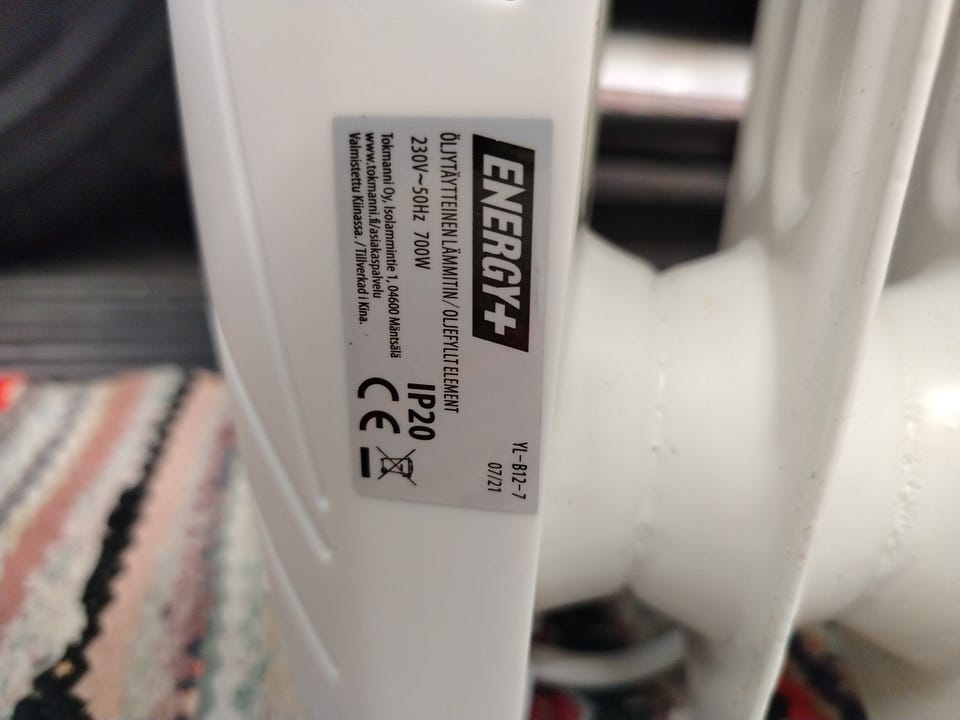 ENERGY+
YL-B12-7
07/21
ÖLJYTÄYTTEINEN LÄMMITIN/OLJEFYLLT ELEMENT
230V~50Hz 700W
IP20
CE
Tokmanni Oy, Isolammintie 1, 04600 Mäntsälä
www.tokmanni.fi/asiakaspalvelu
Valmistettu Kiinassa. / Tillverkad i Kina.